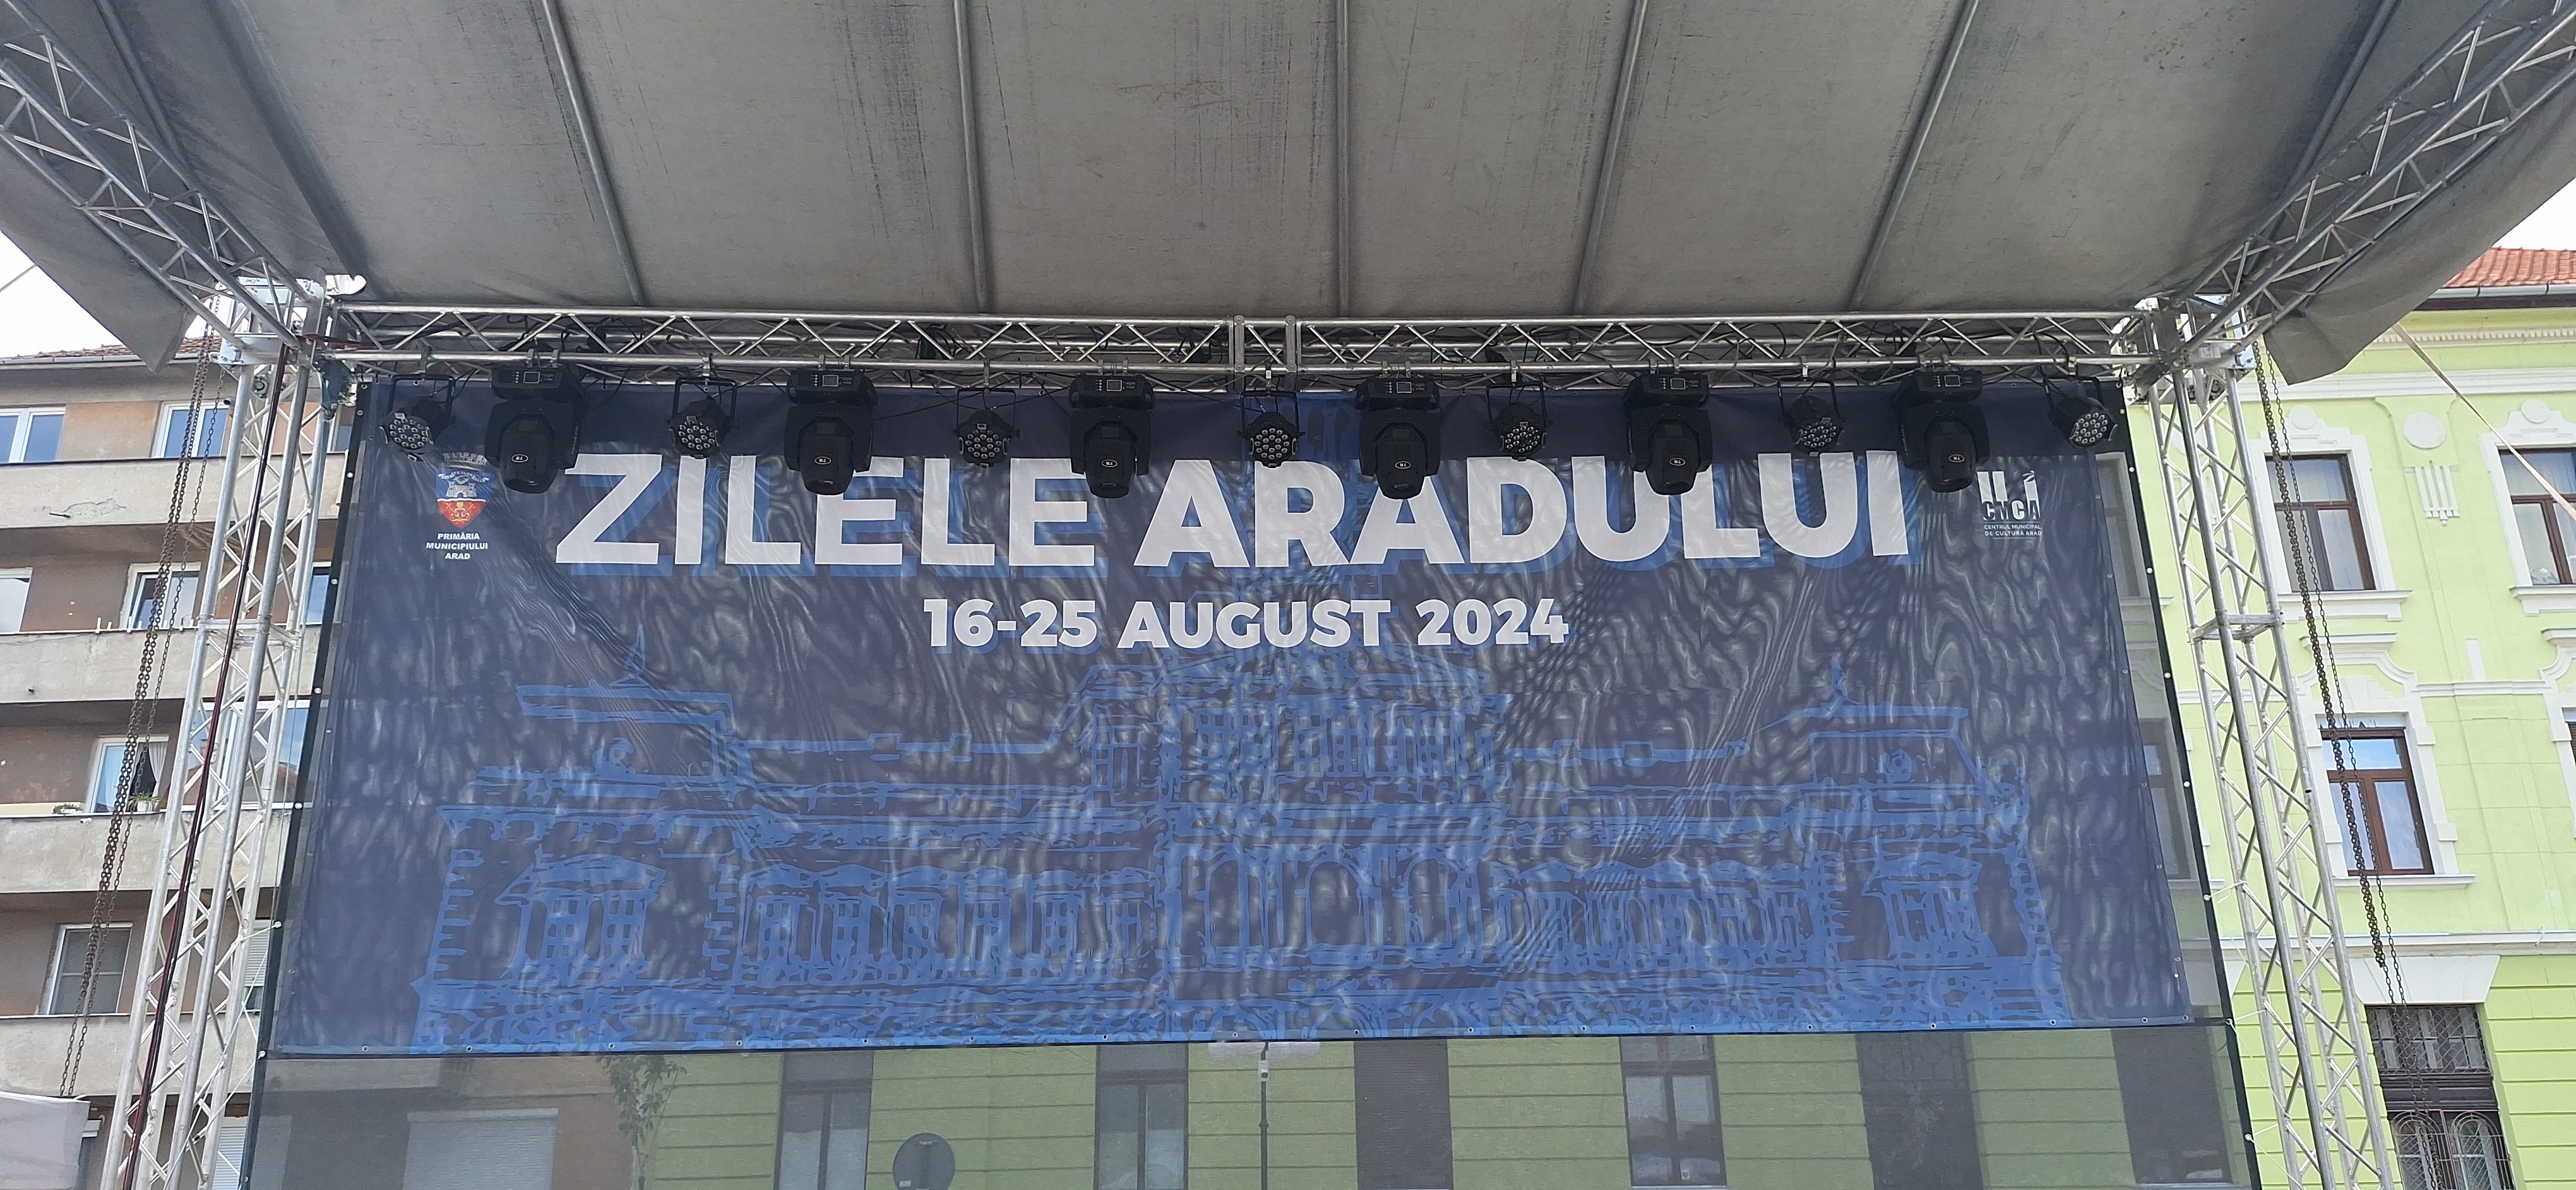 ZILELE ARADULUI
16-25 AUGUST 2024
PRIMĂRIA
MUNICIPIULUI
ARAD
CMCA
CENTRUL MUNICIPAL
DE CULTURĂ ARAD